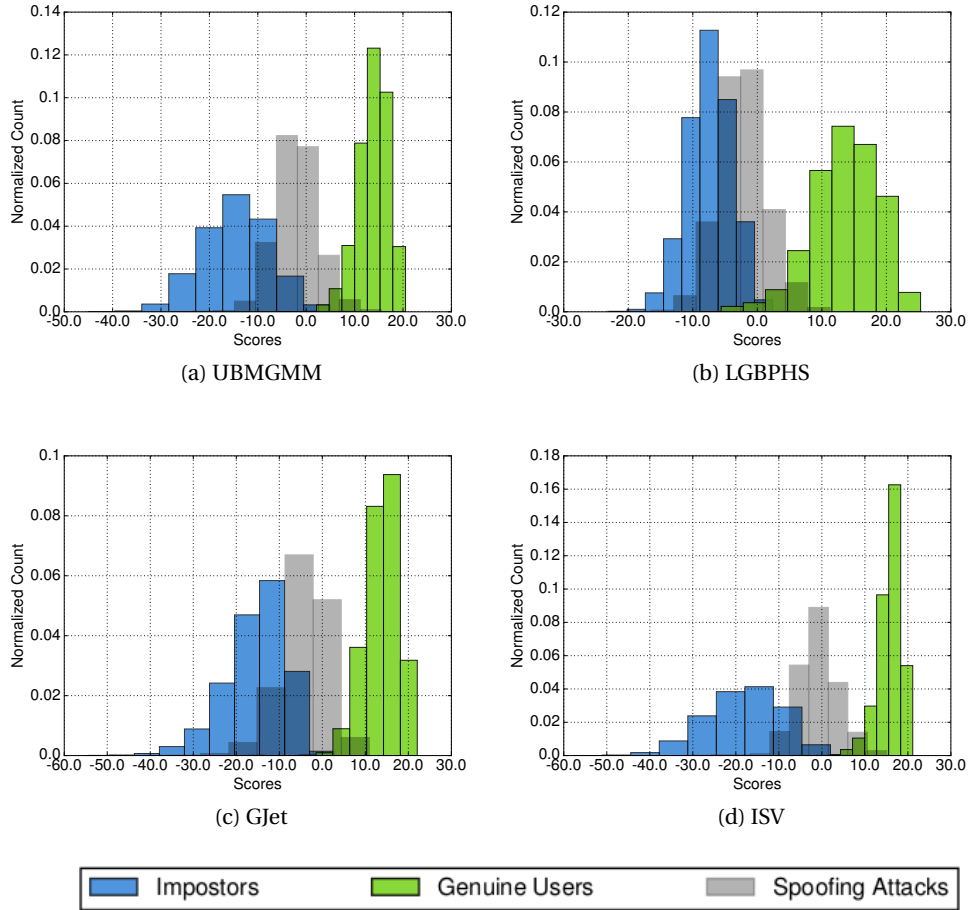 0.14
0.12
0.1
0.08
0.06
0.04
0.02
0.0
Normalized Count
-50.0 -40.0 -30.0 -20.0 -10.0 0.0 10.0 20.0 30.0
Scores
(a) UBMGMM
0.12
0.1
0.08
0.06
0.04
0.02
0.0
Normalized Count
-30.0 -20.0 -10.0 0.0 10.0 20.0 30.0
Scores
(b) LGBPHS
0.1
0.08
0.06
0.04
0.02
0.0
Normalized Count
-60.0 -50.0 -40.0 -30.0 -20.0 -10.0 0.0 10.0 20.0 30.0
Scores
(c) GJet
0.18
0.16
0.14
0.12
0.1
0.08
0.06
0.04
0.02
0.0
Normalized Count
-60.0 -50.0 -40.0 -30.0 -20.0 -10.0 0.0 10.0 20.0 30.0
Scores
(d) ISV
Impostors Genuine Users Spoofing Attacks